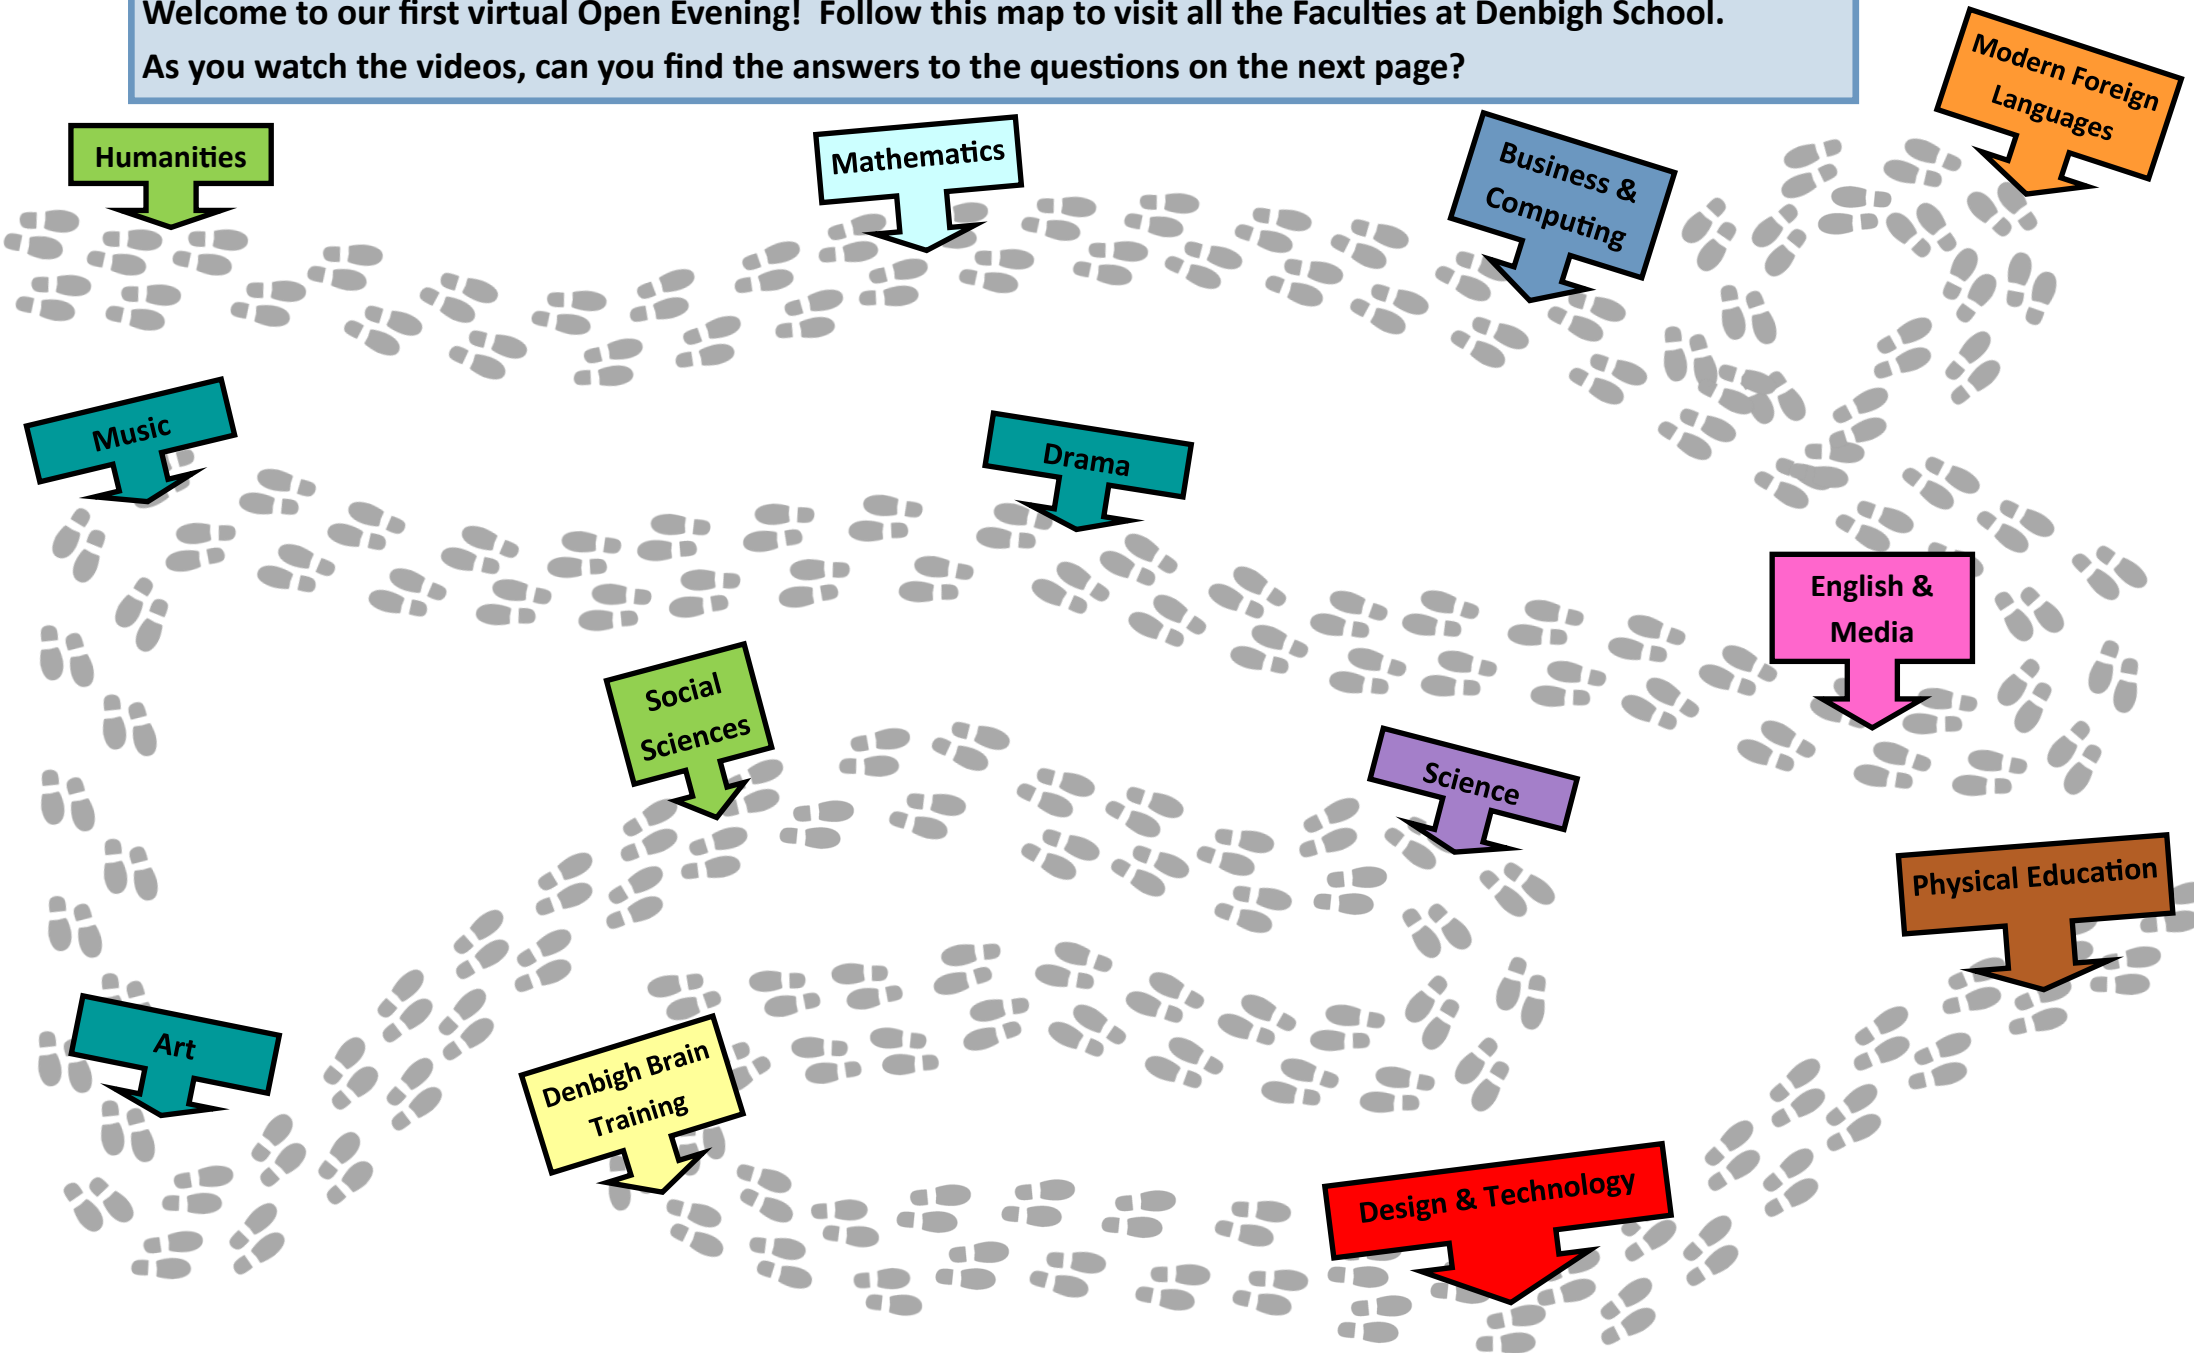 Welcome to our first virtual Open Evening!  Follow this map to visit all the Faculties at Denbigh School.
As you watch the videos, can you find the answers to the questions on the next page?
Modern Foreign
Languages
Humanities
Mathematics
Business &
Computing
Music
Drama
English &
Media
Social
Sciences
Science
Physical Education
Art
Denbigh Brain
Training
Design & Technology